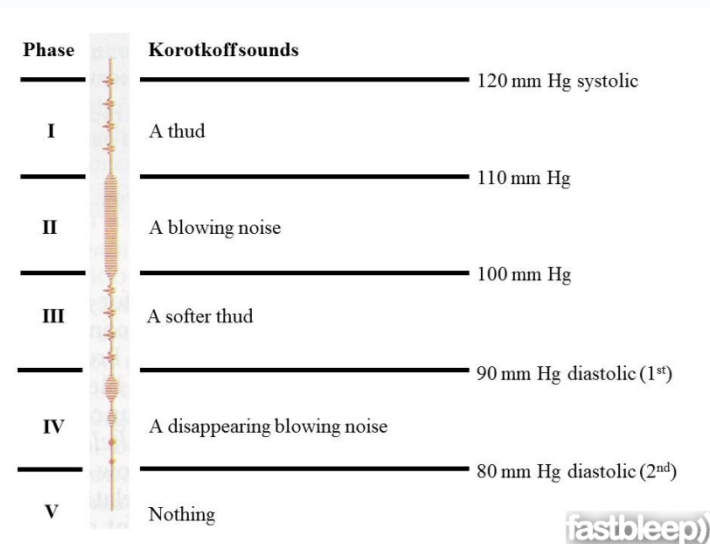 Phase Korotkoffsounds
120 mm Hg systolic
I A thud
110 mm Hg
II A blowing noise
100 mm Hg
III A softer thud
90 mm Hg diastolic (1st)
IV A disappearing blowing noise
80 mm Hg diastolic (2nd)
V Nothing
fastbleep)